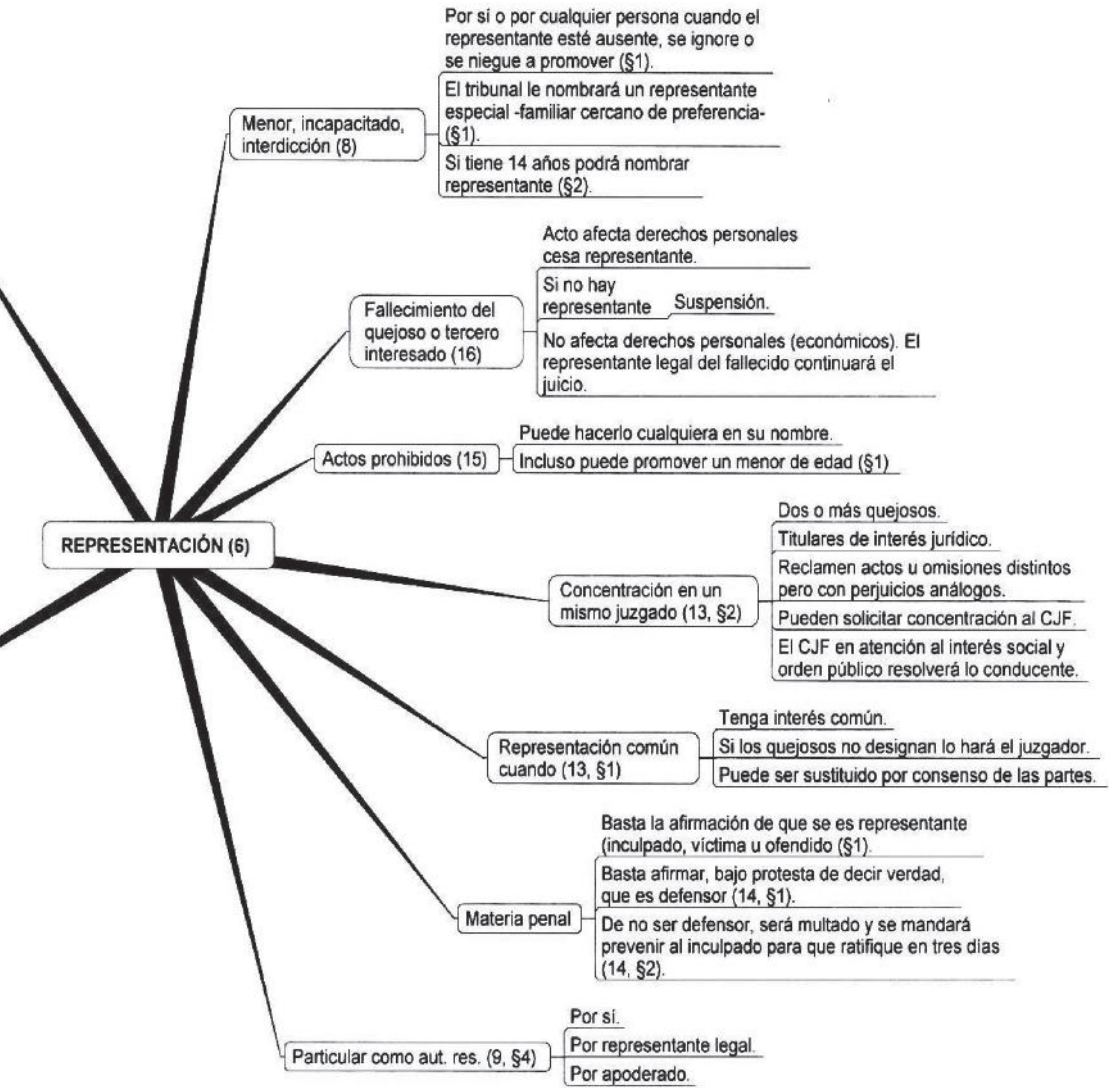 Por sí o por cualquier persona cuando el
representante esté ausente, se ignore o
se niegue a promover (§1).
Menor, incapacitado,
interdicción (8)
El tribunal le nombrará un representante
especial -familiar cercano de preferencia-
(§1).
Si tiene 14 años podrá nombrar
representante (§2).
Acto afecta derechos personales
cesa representante.
Fallecimiento del
quejoso o tercero
interesado (16)
Si no hay
representante
Suspensión.
No afecta derechos personales (económicos). El
representante legal del fallecido continuará el
juicio.
Actos prohibidos (15)
Puede hacerlo cualquiera en su nombre.
Incluso puede promover un menor de edad (§1)
REPRESENTACIÓN (6)
Concentración en un
mismo juzgado (13, §2)
Dos o más quejosos.
Titulares de interés jurídico.
Reclamen actos u omisiones distintos
pero con perjuicios análogos.
Pueden solicitar concentración al CJF.
El CJF en atención al interés social y
orden público resolverá lo conducente.
Representación común
cuando (13, §1)
Tenga interés común.
Si los quejosos no designan lo hará el juzgador.
Puede ser sustituido por consenso de las partes.
Materia penal
Basta la afirmación de que se es representante
(inculpado, víctima u ofendido (§1).
Basta afirmar, bajo protesta de decir verdad,
que es defensor (14, §1).
De no ser defensor, será multado y se mandará
prevenir al inculpado para que ratifique en tres días
(14, §2).
Particular como aut. res. (9, §4)
Por sí.
Por representante legal.
Por apoderado.